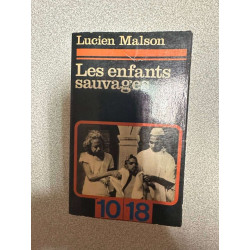 Lucien Malson
Les enfants
sauvages
10 18